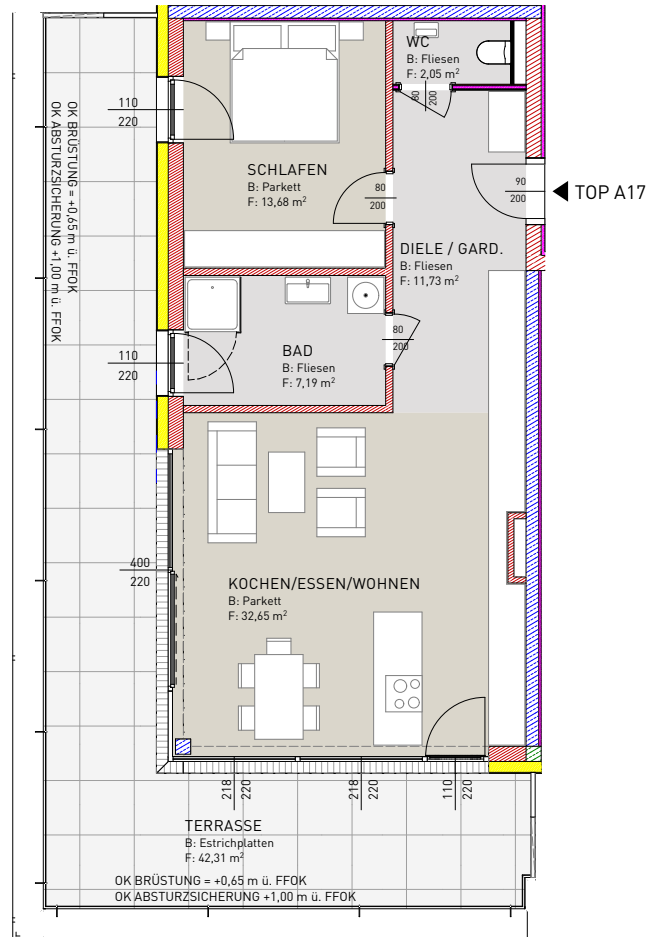 WC
B: Fliesen
F: 2,05 m²
80
200
110
220
OK BRÜSTUNG = +0,65 m ü. FFOK
OK ABSTURZSICHERUNG +1,00 m ü. FFOK
SCHLAFEN
B: Parkett
F: 13,68 m²
80
200
90
200
TOP A17
DIELE / GARD.
B: Fliesen
F: 11,73 m²
110
220
BAD
B: Fliesen
F: 7,19 m²
80
200
400
220
KOCHEN/ESSEN/WOHNEN
B: Parkett
F: 32,65 m²
218
220
218
220
110
220
TERRASSE
B: Estrichplatten
F: 42,31 m²
OK BRÜSTUNG = +0,65 m ü. FFOK
OK ABSTURZSICHERUNG +1,00 m ü. FFOK